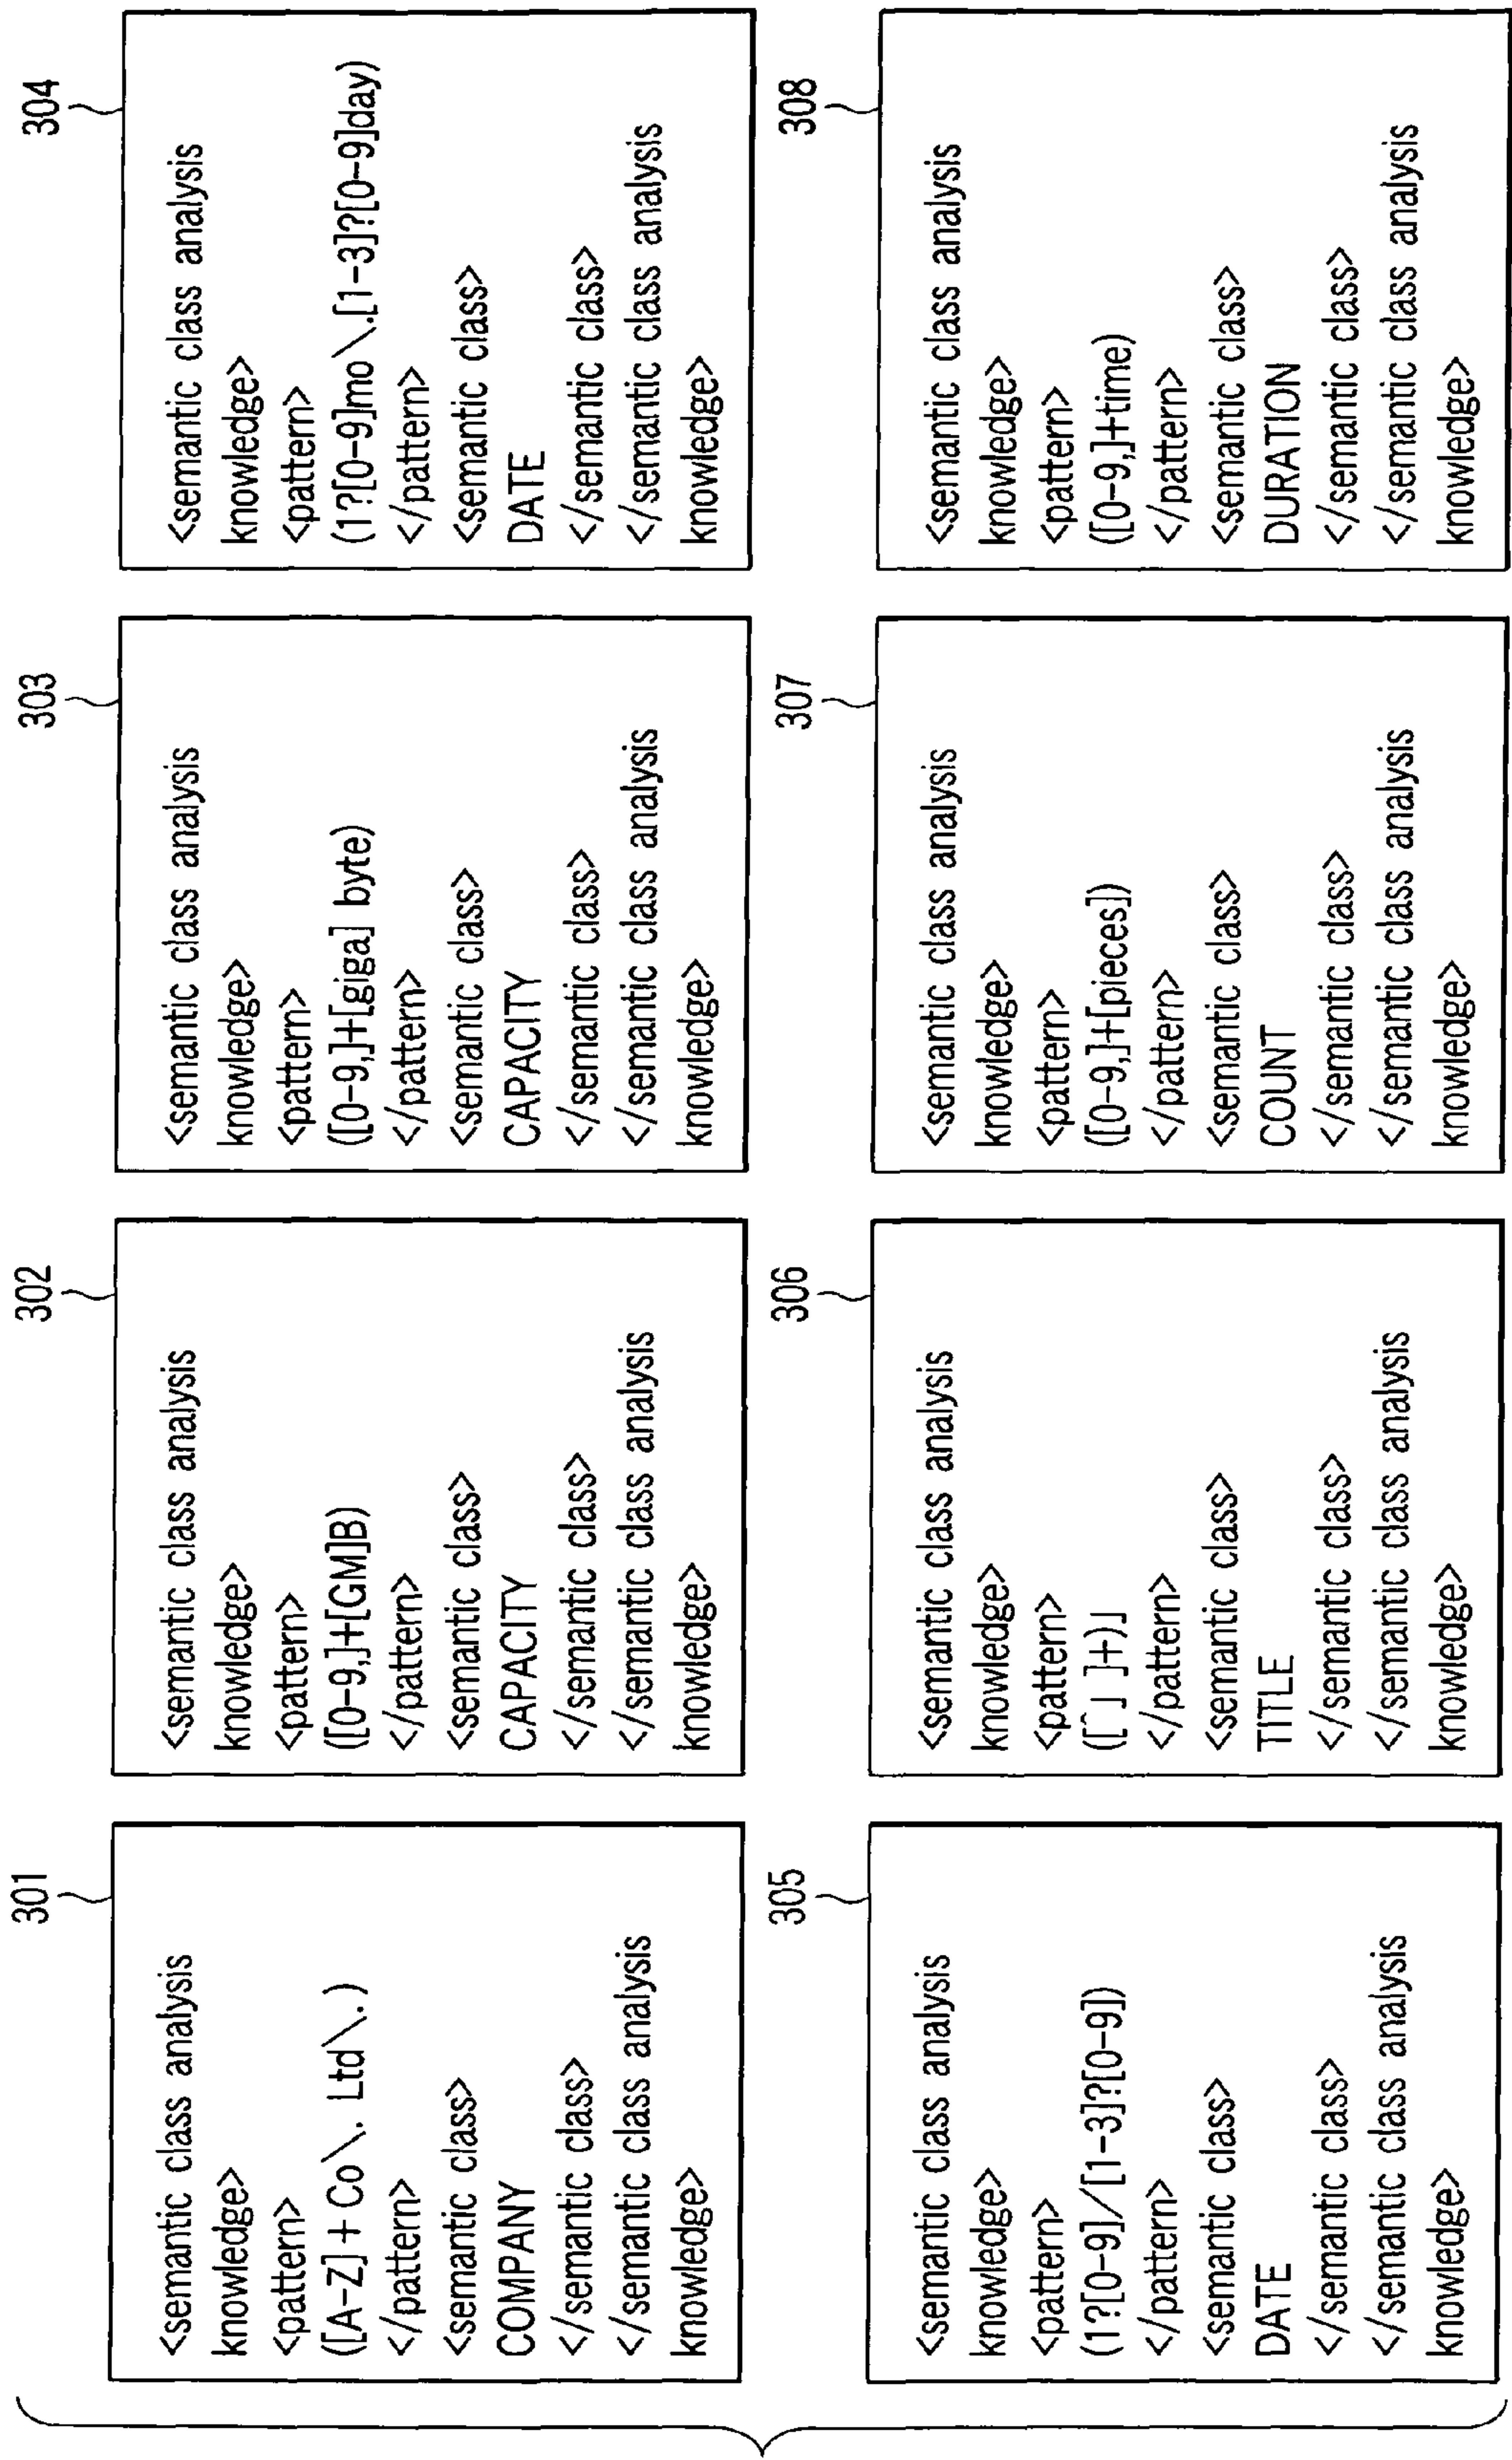 301
<semantic class analysis
knowledge>
<pattern>
([A-Z]+Co\. Ltd\.)
</pattern>
<semantic class>
COMPANY
</semantic class>
</semantic class analysis
knowledge>
302
<semantic class analysis
knowledge>
<pattern>
([0-9,]+[GM]B)
</pattern>
<semantic class>
CAPACITY
</semantic class>
</semantic class analysis
knowledge>
303
<semantic class analysis
knowledge>
<pattern>
([0-9,]+[giga] byte)
</pattern>
<semantic class>
CAPACITY
</semantic class>
</semantic class analysis
knowledge>
304
<semantic class analysis
knowledge>
<pattern>
(1?[0-9]mo\.[1-3]?[0-9]day)
</pattern>
<semantic class>
DATE
</semantic class>
</semantic class analysis
knowledge>
305
<semantic class analysis
knowledge>
<pattern>
(1?[0-9]/[1-3]?[0-9])
</pattern>
<semantic class>
DATE
</semantic class>
</semantic class analysis
knowledge>
306
<semantic class analysis
knowledge>
<pattern>
([^」]+)」
</pattern>
<semantic class>
TITLE
</semantic class>
</semantic class analysis
knowledge>
307
<semantic class analysis
knowledge>
<pattern>
([0-9,]+[pieces])
</pattern>
<semantic class>
COUNT
</semantic class>
</semantic class analysis
knowledge>
308
<semantic class analysis
knowledge>
<pattern>
([0-9,]+time)
</pattern>
<semantic class>
DURATION
</semantic class>
</semantic class analysis
knowledge>